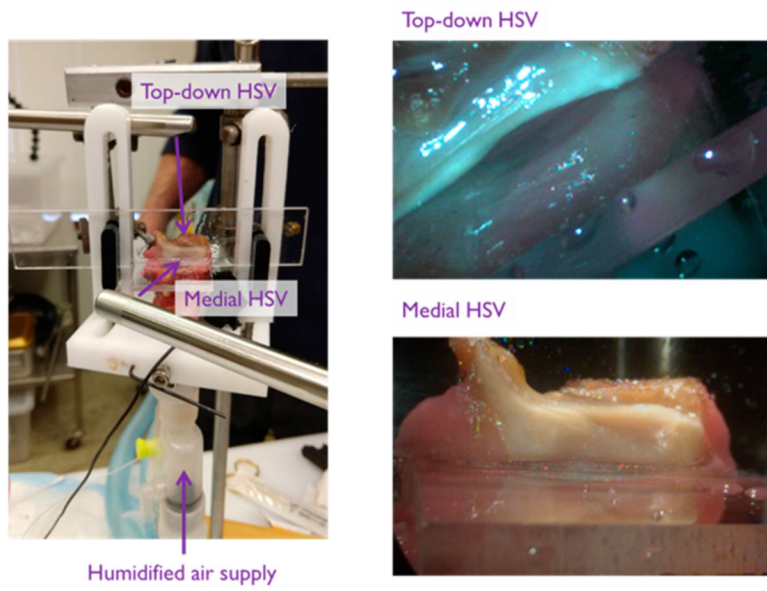 Top-down HSV
Medial HSV
Humidified air supply
Top-down HSV
Medial HSV